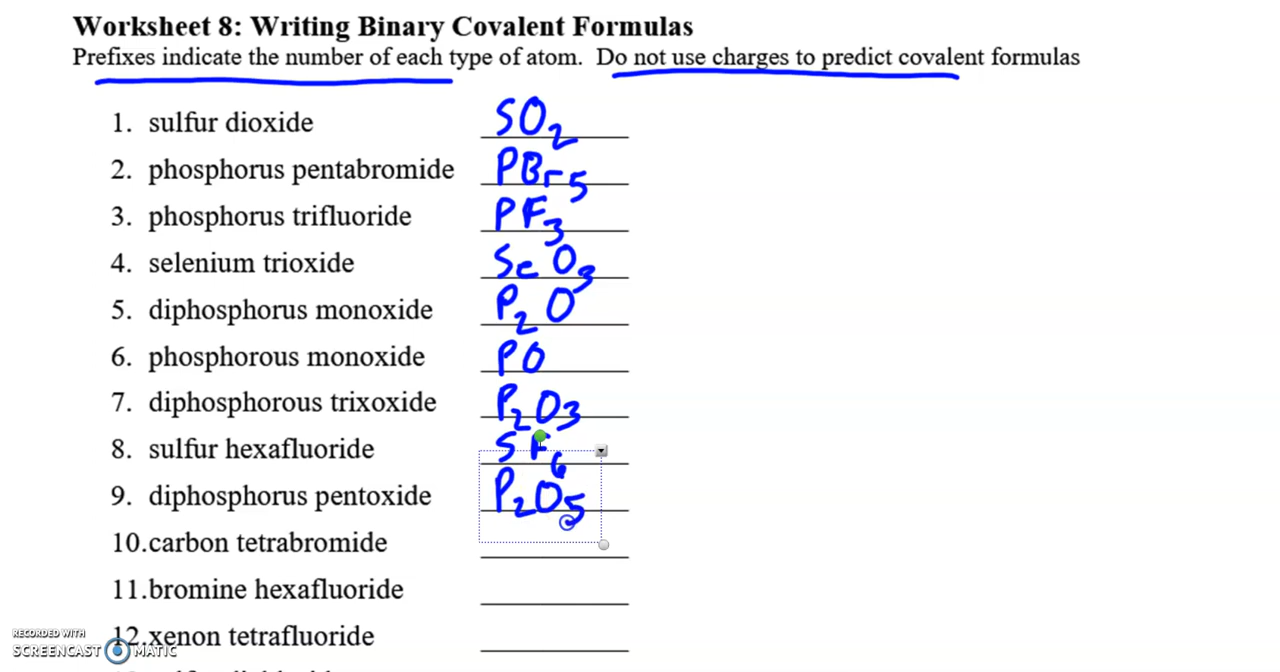 Worksheet 8: Writing Binary Covalent Formulas
Prefixes indicate the number of each type of atom. Do not use charges to predict covalent formulas
1. sulfur dioxide SO2
2. phosphorus pentabromide PBr5
3. phosphorus trifluoride PF3
4. selenium trioxide SeO3
5. diphosphorus monoxide P2O
6. phosphorous monoxide PO
7. diphosphorous trixoxide P2O3
8. sulfur hexafluoride SF6
9. diphosphorus pentoxide P2O5
10.carbon tetrabromide
11.bromine hexafluoride
12.xenon tetrafluoride
RECORDED WITH
SCREENCAST MATIC